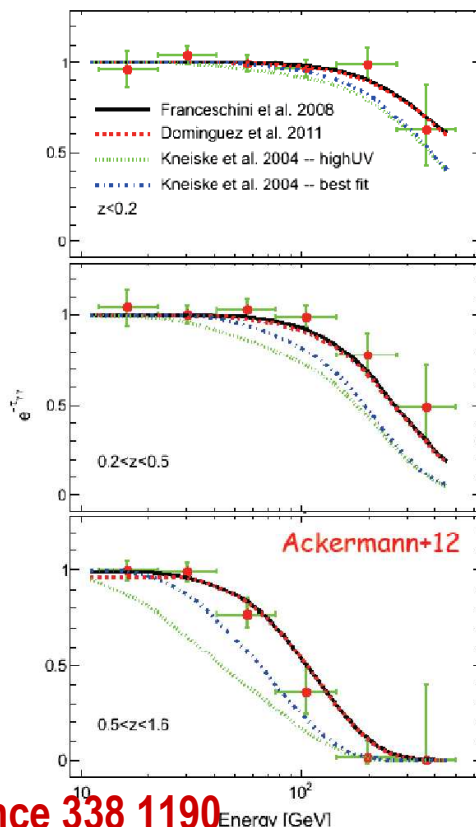 1
0.5
0
Franceschini et al. 2008
Dominguez et al. 2011
Kneiske et al. 2004 -- highUV
Kneiske et al. 2004 -- best fit
z<0.2
1
0.5
0
e^-τγγ
0.2<z<0.5
Ackermann+12
1
0.5
0
0.5<z<1.6
10
10²
nce 338 1190
Energy [GeV]